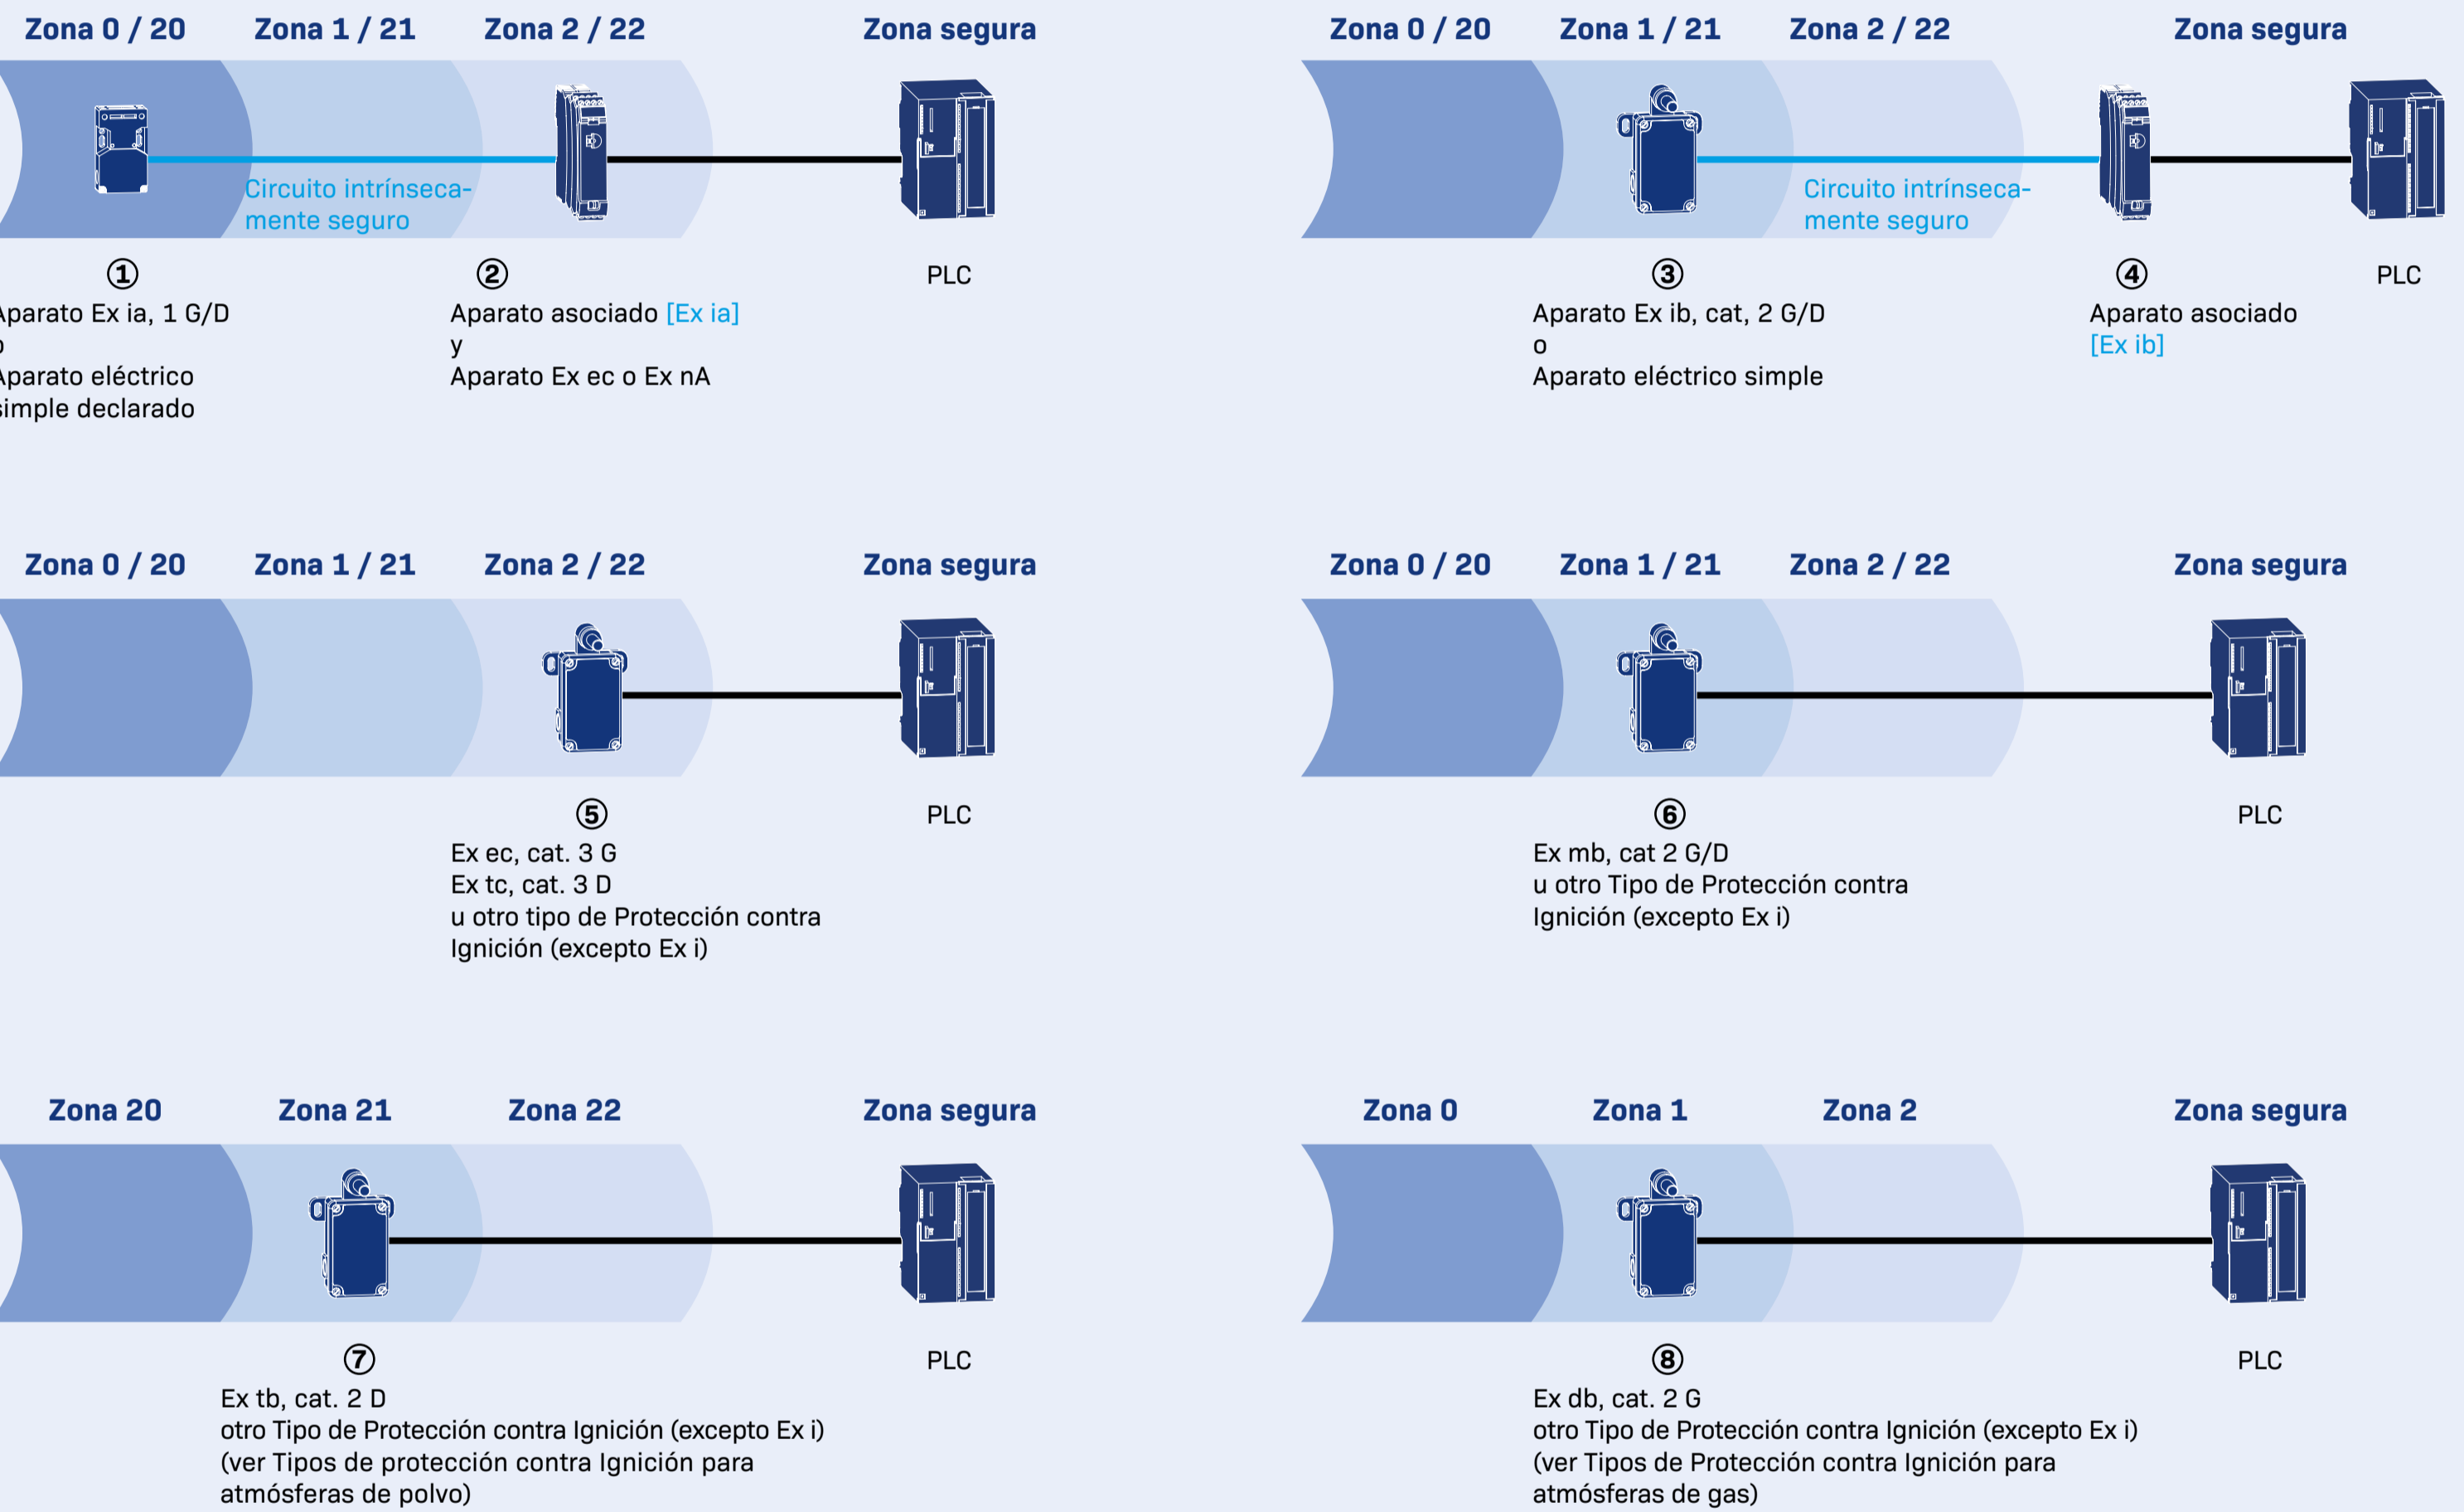 Zona 0 / 20 Zona 1 / 21 Zona 2 / 22 Zona segura
Circuito intrínseca-
mente seguro
① ② PLC
Aparato Ex ia, 1 G/D
o
Aparato eléctrico
simple declarado
Aparato asociado [Ex ia]
y
Aparato Ex ec o Ex nA
Zona 0 / 20 Zona 1 / 21 Zona 2 / 22 Zona segura
Circuito intrínseca-
mente seguro
③ ④ PLC
Aparato Ex ib, cat, 2 G/D
o
Aparato eléctrico simple
Aparato asociado
[Ex ib]
Zona 0 / 20 Zona 1 / 21 Zona 2 / 22 Zona segura
⑤ PLC
Ex ec, cat. 3 G
Ex tc, cat. 3 D
u otro tipo de Protección contra
Ignición (excepto Ex i)
Zona 0 / 20 Zona 1 / 21 Zona 2 / 22 Zona segura
⑥ PLC
Ex mb, cat 2 G/D
u otro Tipo de Protección contra
Ignición (excepto Ex i)
Zona 20 Zona 21 Zona 22 Zona segura
⑦ PLC
Ex tb, cat. 2 D
otro Tipo de Protección contra Ignición (excepto Ex i)
(ver Tipos de protección contra Ignición para
atmósferas de polvo)
Zona 0 Zona 1 Zona 2 Zona segura
⑧ PLC
Ex db, cat. 2 G
otro Tipo de Protección contra Ignición (excepto Ex i)
(ver Tipos de Protección contra Ignición para
atmósferas de gas)